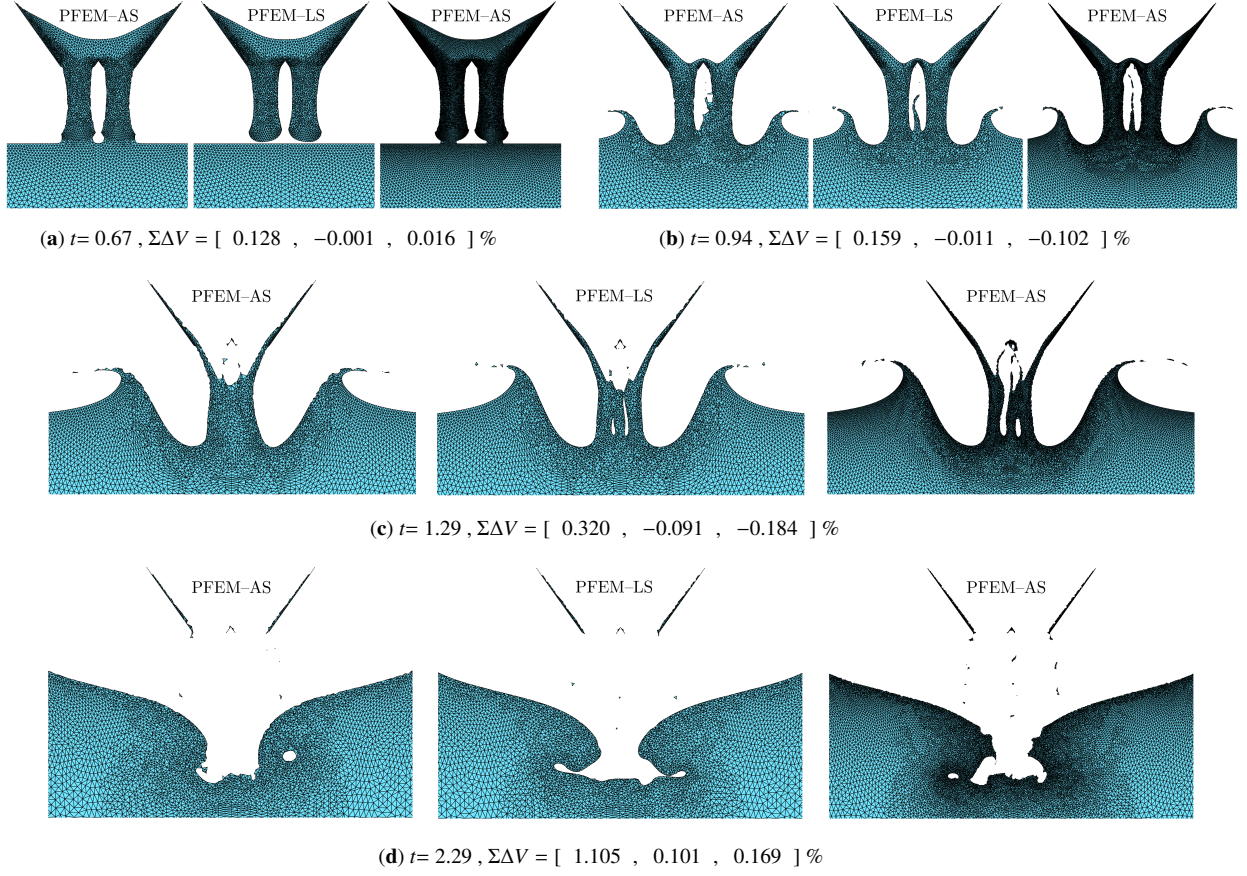 PFEM–AS PFEM–LS PFEM–AS PFEM–AS PFEM–LS PFEM–AS
(a) t= 0.67 , ΣΔV = [ 0.128 , −0.001 , 0.016 ] %
(b) t= 0.94 , ΣΔV = [ 0.159 , −0.011 , −0.102 ] %
PFEM–AS PFEM–LS PFEM–AS
(c) t= 1.29 , ΣΔV = [ 0.320 , −0.091 , −0.184 ] %
PFEM–AS PFEM–LS PFEM–AS
(d) t= 2.29 , ΣΔV = [ 1.105 , 0.101 , 0.169 ] %